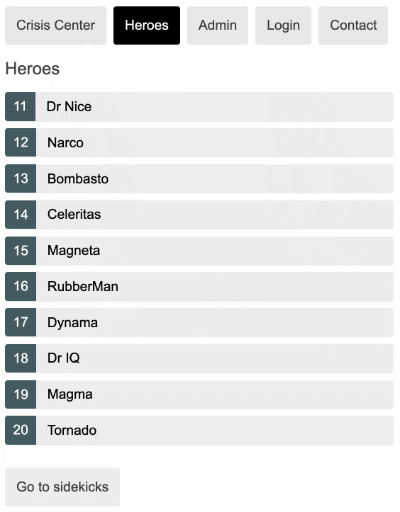 Crisis Center Heroes Admin Login Contact
Heroes
11 Dr Nice
12 Narco
13 Bombasto
14 Celeritas
15 Magneta
16 RubberMan
17 Dynama
18 Dr IQ
19 Magma
20 Tornado
Go to sidekicks